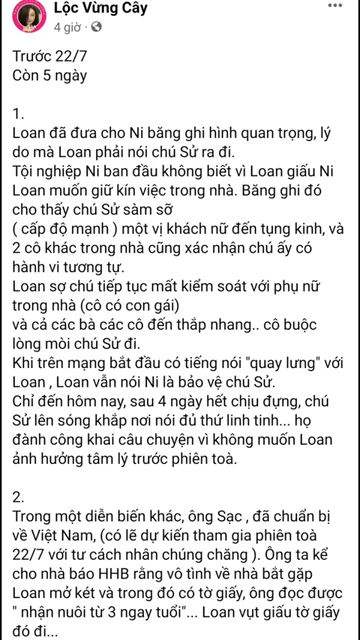 Lộc Vừng Cây
4 giờ ·
Trước 22/7
Còn 5 ngày
1.
Loan đã đưa cho Ni băng ghi hình quan trọng, lý
do mà Loan phải nói chú Sử ra đi.
Tội nghiệp Ni ban đầu không biết vì Loan giấu Ni
Loan muốn giữ kín việc trong nhà. Băng ghi đó
cho thấy chú Sử sàm sỡ
( cấp độ mạnh ) một vị khách nữ đến tụng kinh, và
2 cô khác trong nhà cũng xác nhận chú ấy có
hành vi tương tự.
Loan sợ chú tiếp tục mất kiểm soát với phụ nữ
trong nhà (cô có con gái)
và cả các bà các cô đến thắp nhang.. cô buộc
lòng mòi chú Sử đi.
Khi trên mạng bắt đầu có tiếng nói "quay lưng" với
Loan , Loan vẫn nói Ni là bảo vệ chú Sử.
Chỉ đến hôm nay, sau 4 ngày hết chịu đựng, chú
Sử lên sóng khắp nơi nói đủ thứ linh tinh... họ
đành công khai câu chuyện vì không muốn Loan
ảnh hưởng tâm lý trước phiên toà.
2.
Trong một diễn biến khác, ông Sạc , đã chuẩn bị
về Việt Nam, (có lẽ dự kiến tham gia phiên toà
22/7 với tư cách nhân chúng chăng ). Ông ta kể
cho nhà báo HHB rằng vô tình về nhà bắt gặp
Loan mở két và trong đó có tờ giấy, ông đọc được
" nhận nuôi từ 3 ngay tuổi"... Loan vụt giấu tờ giấy
đó đi...